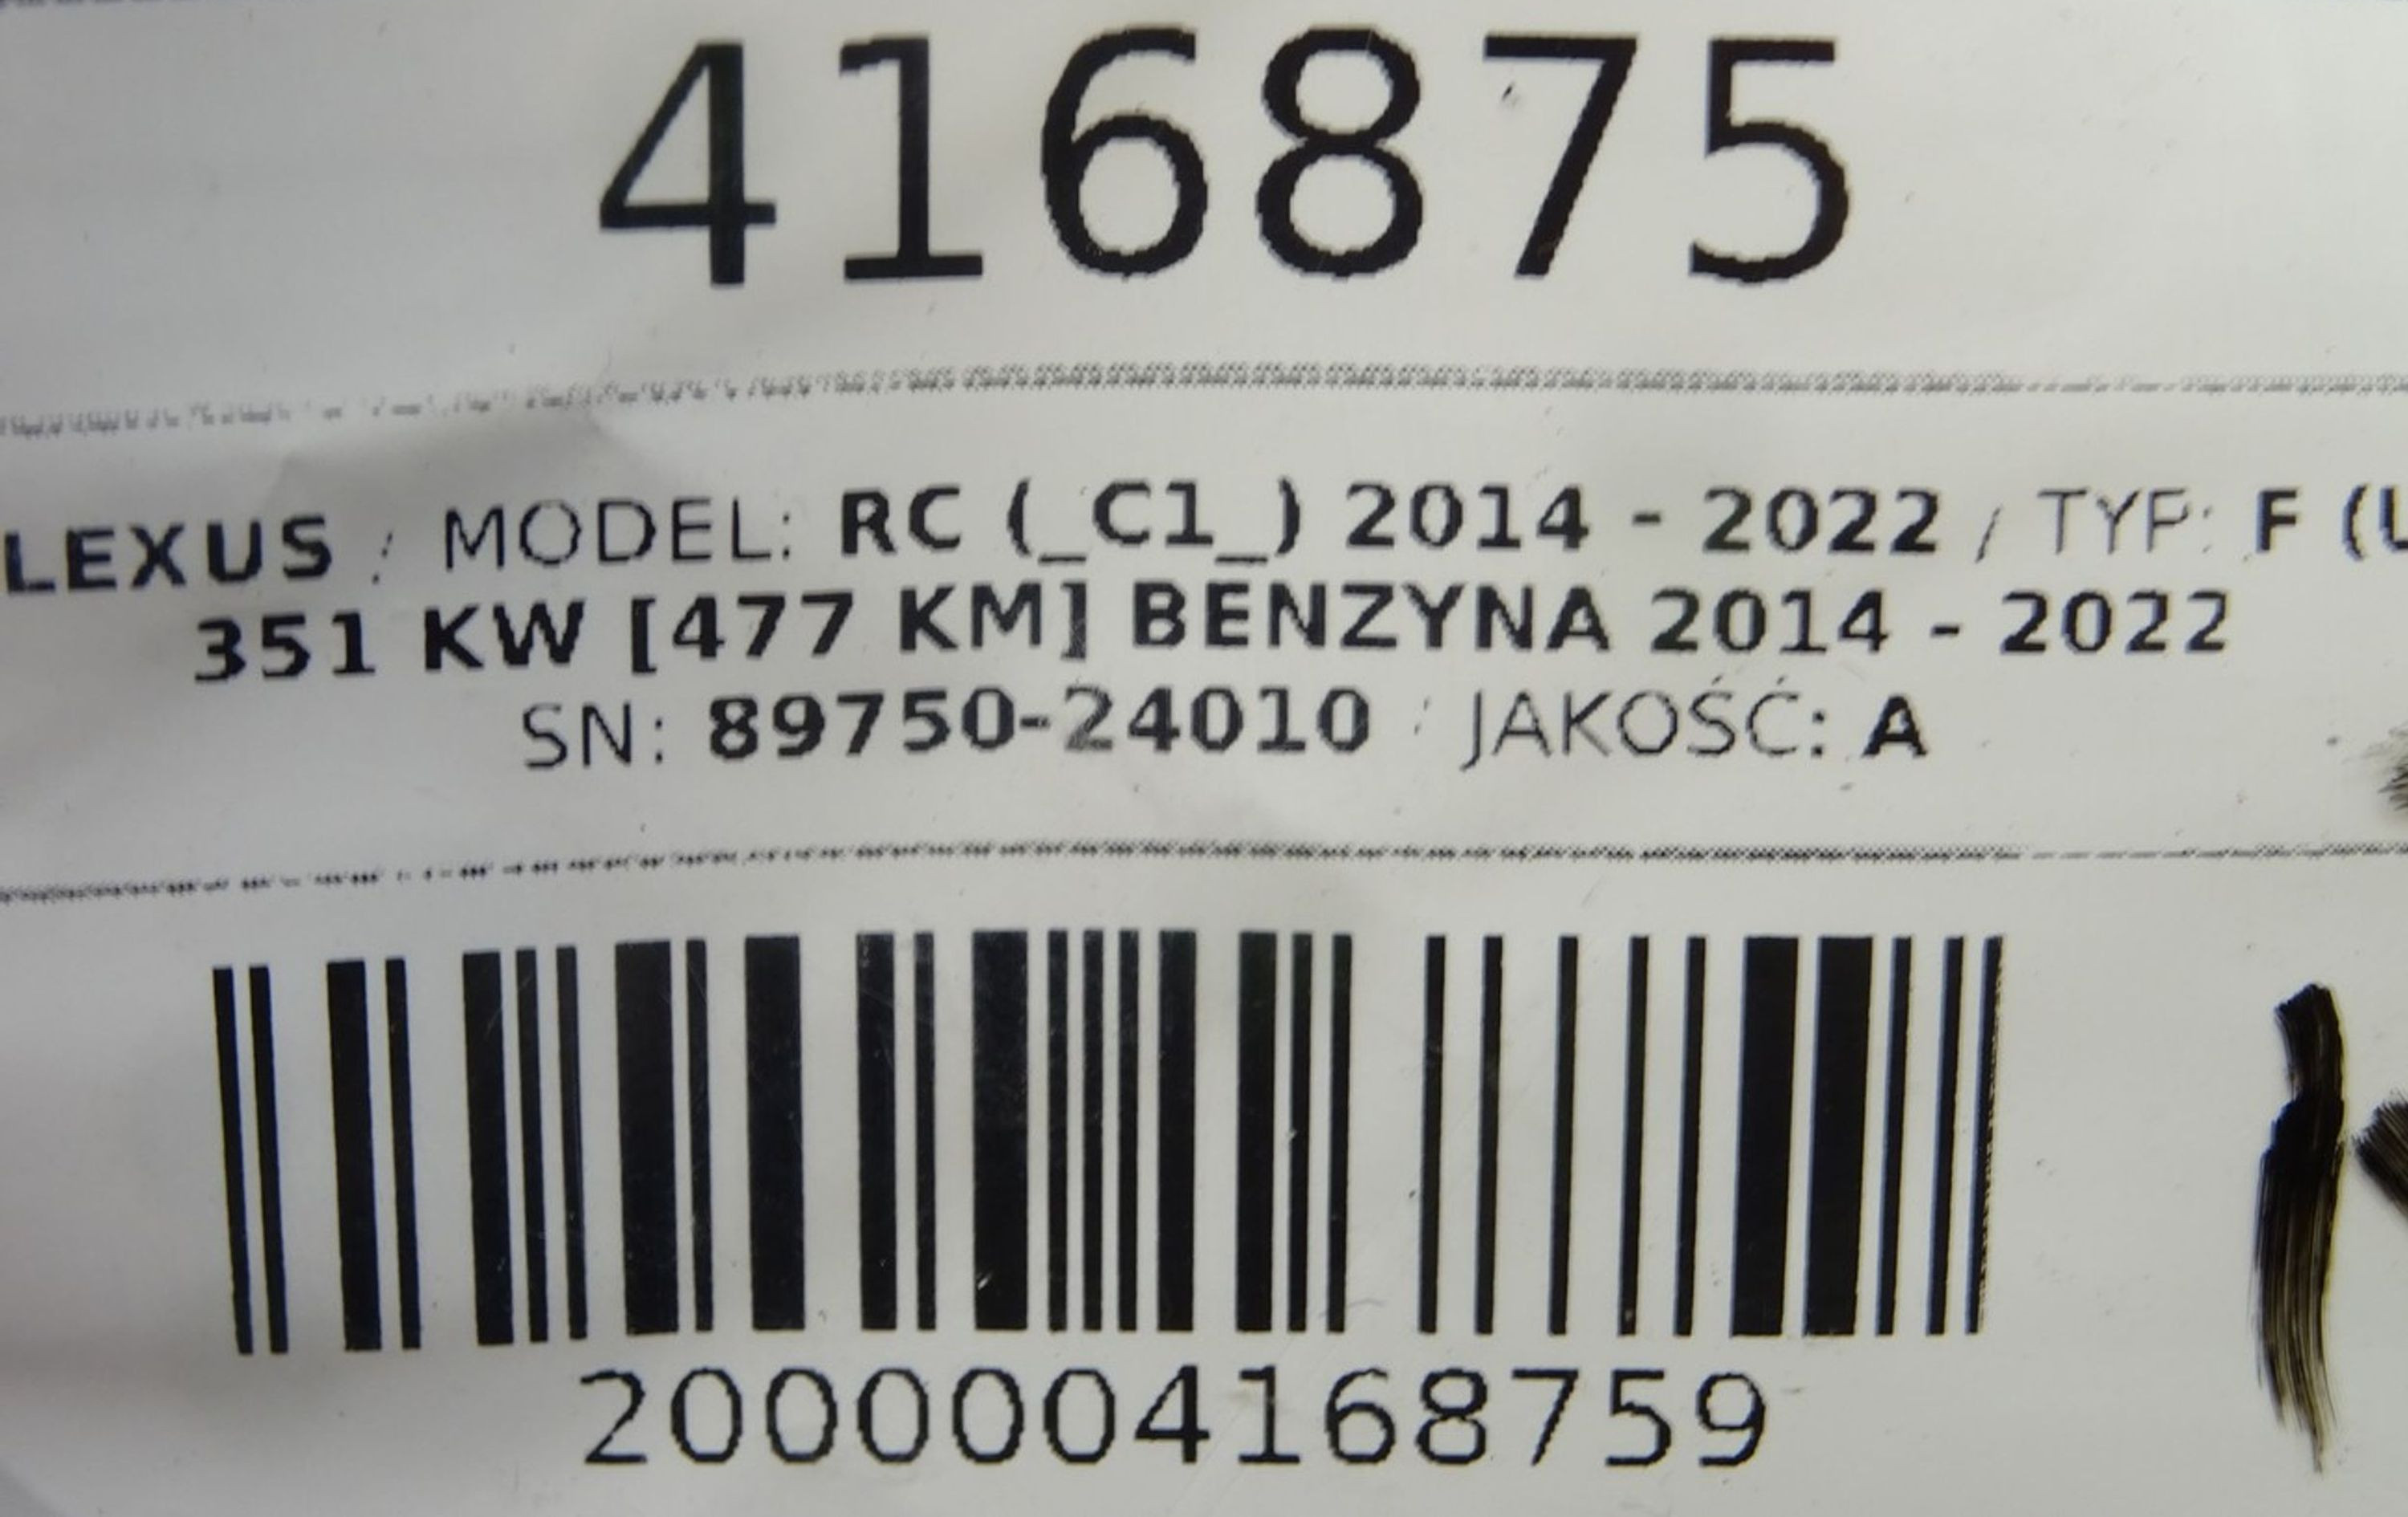 416875
LEXUS / MODEL: RC (_C1_) 2014 - 2022 / TYP: F (U
351 KW [477 KM] BENZYNA 2014 - 2022
SN: 89750-24010 / JAKOŚĆ: A
2000004168759